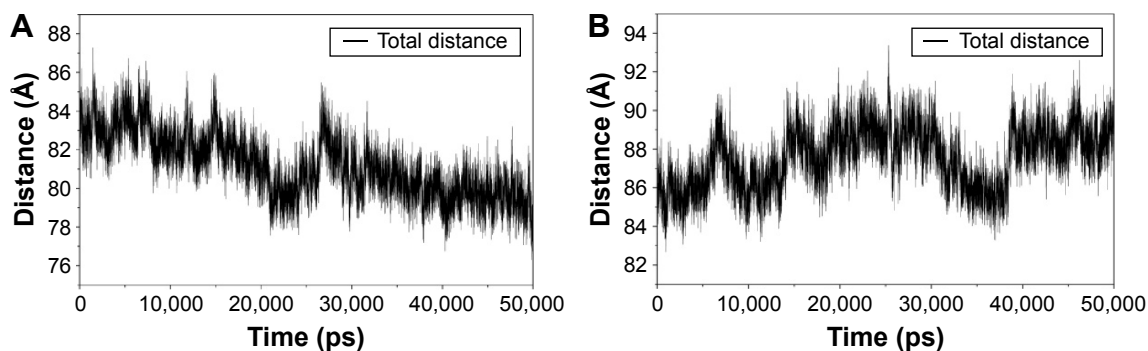 A
Distance (Å)
88
86
84
82
80
78
76
Total distance
0 10,000 20,000 30,000 40,000 50,000
Time (ps)
B
Distance (Å)
94
92
90
88
86
84
82
Total distance
0 10,000 20,000 30,000 40,000 50,000
Time (ps)